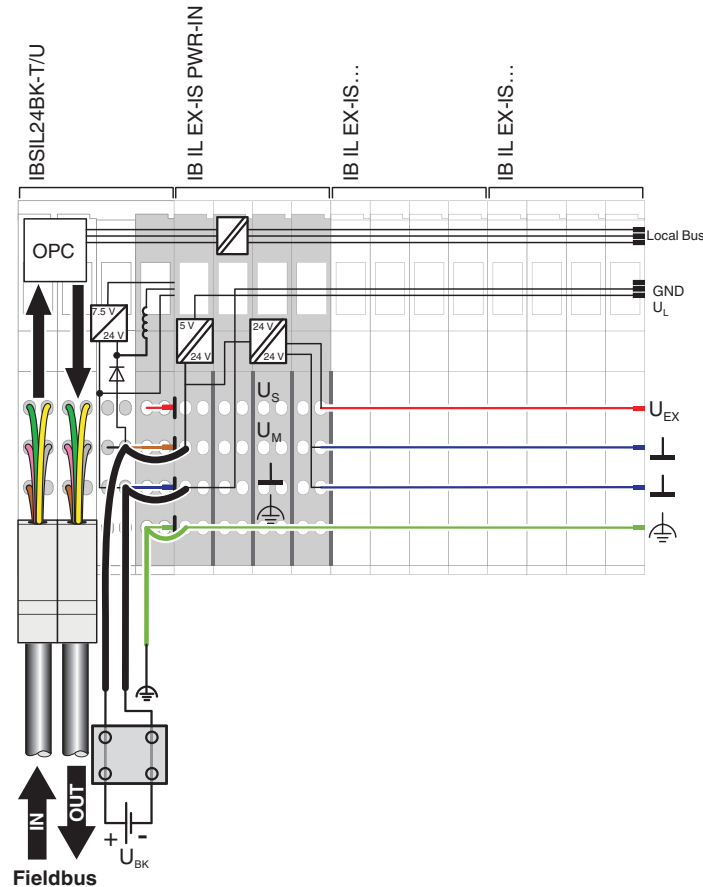 IBSIL24BK-T/U
IB IL EX-IS PWR-IN
IB IL EX-IS...
IB IL EX-IS...
OPC
Local Bus
7.5 V
24 V
5 V
24 V
24 V
24 V
GND
UL
US
UEX
UM
IN
OUT
+
-
UBK
Fieldbus